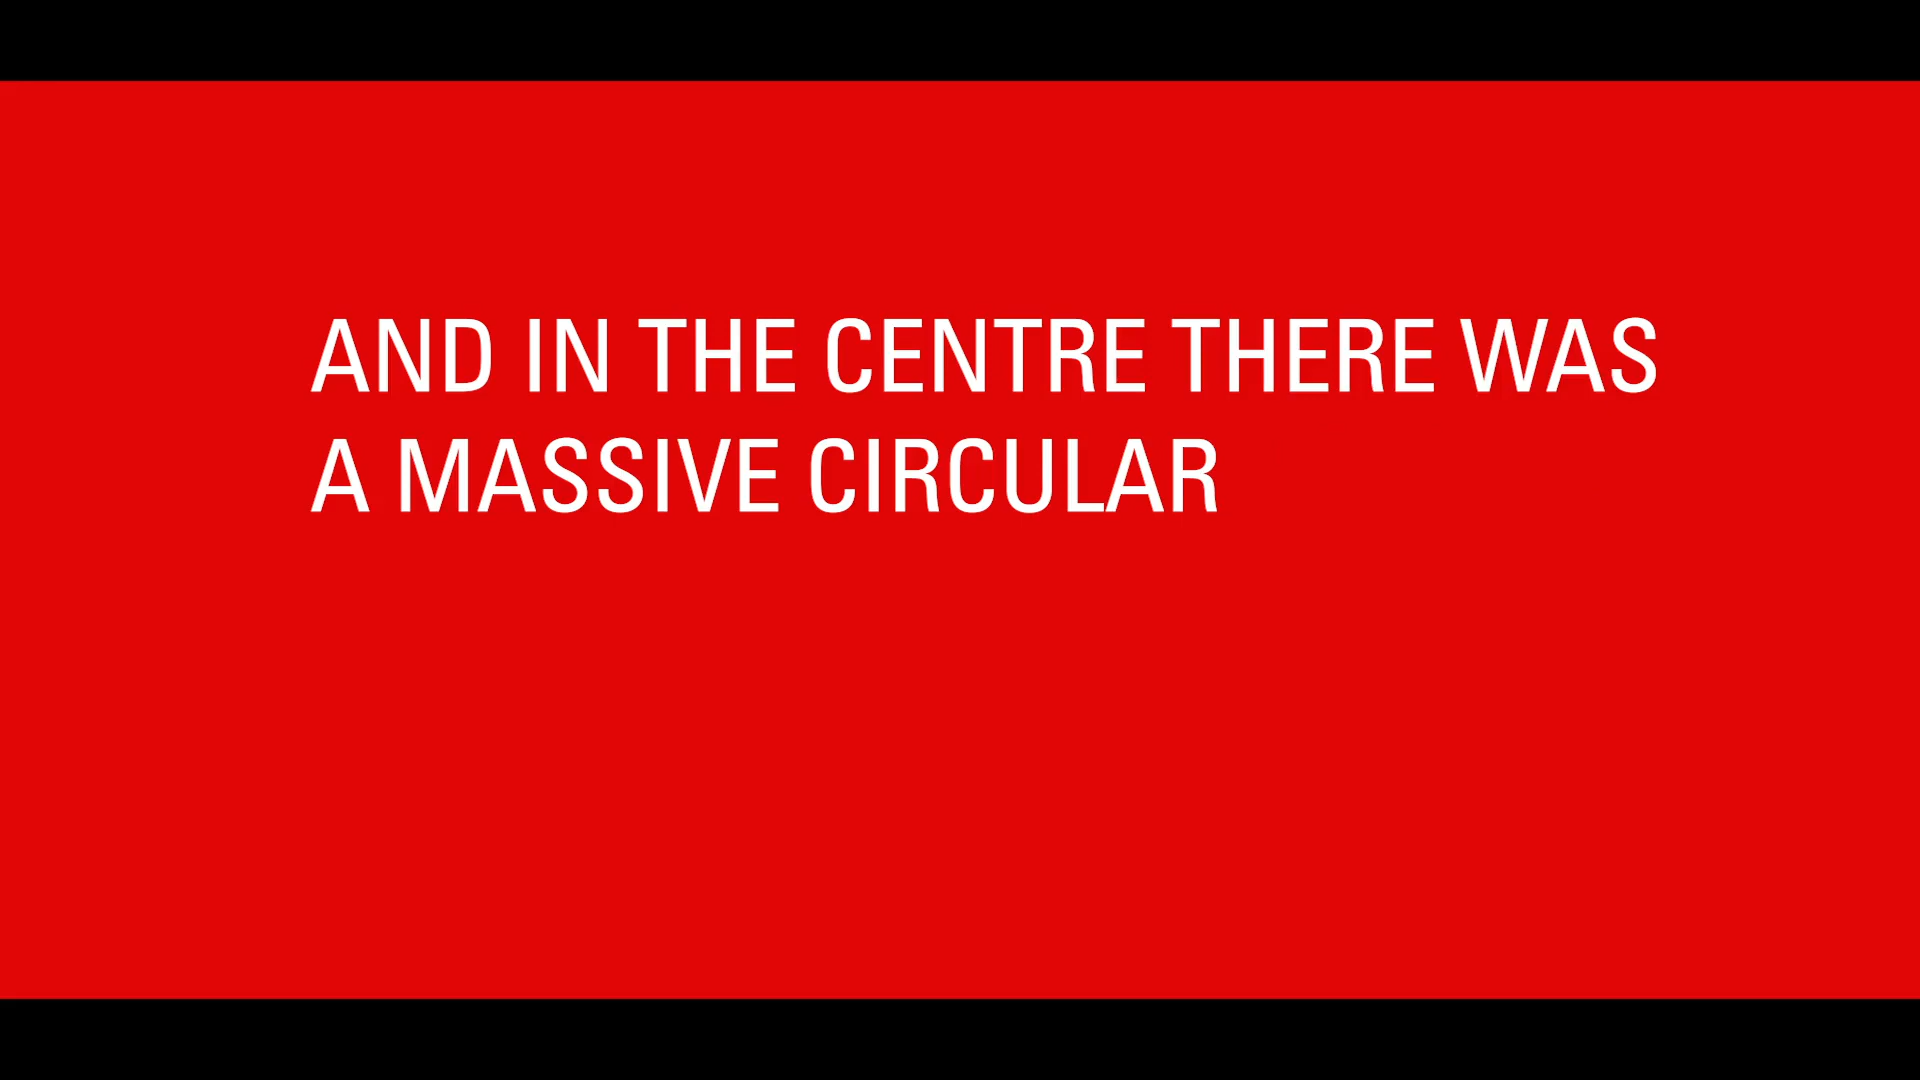 AND IN THE CENTRE THERE WAS
A MASSIVE CIRCULAR